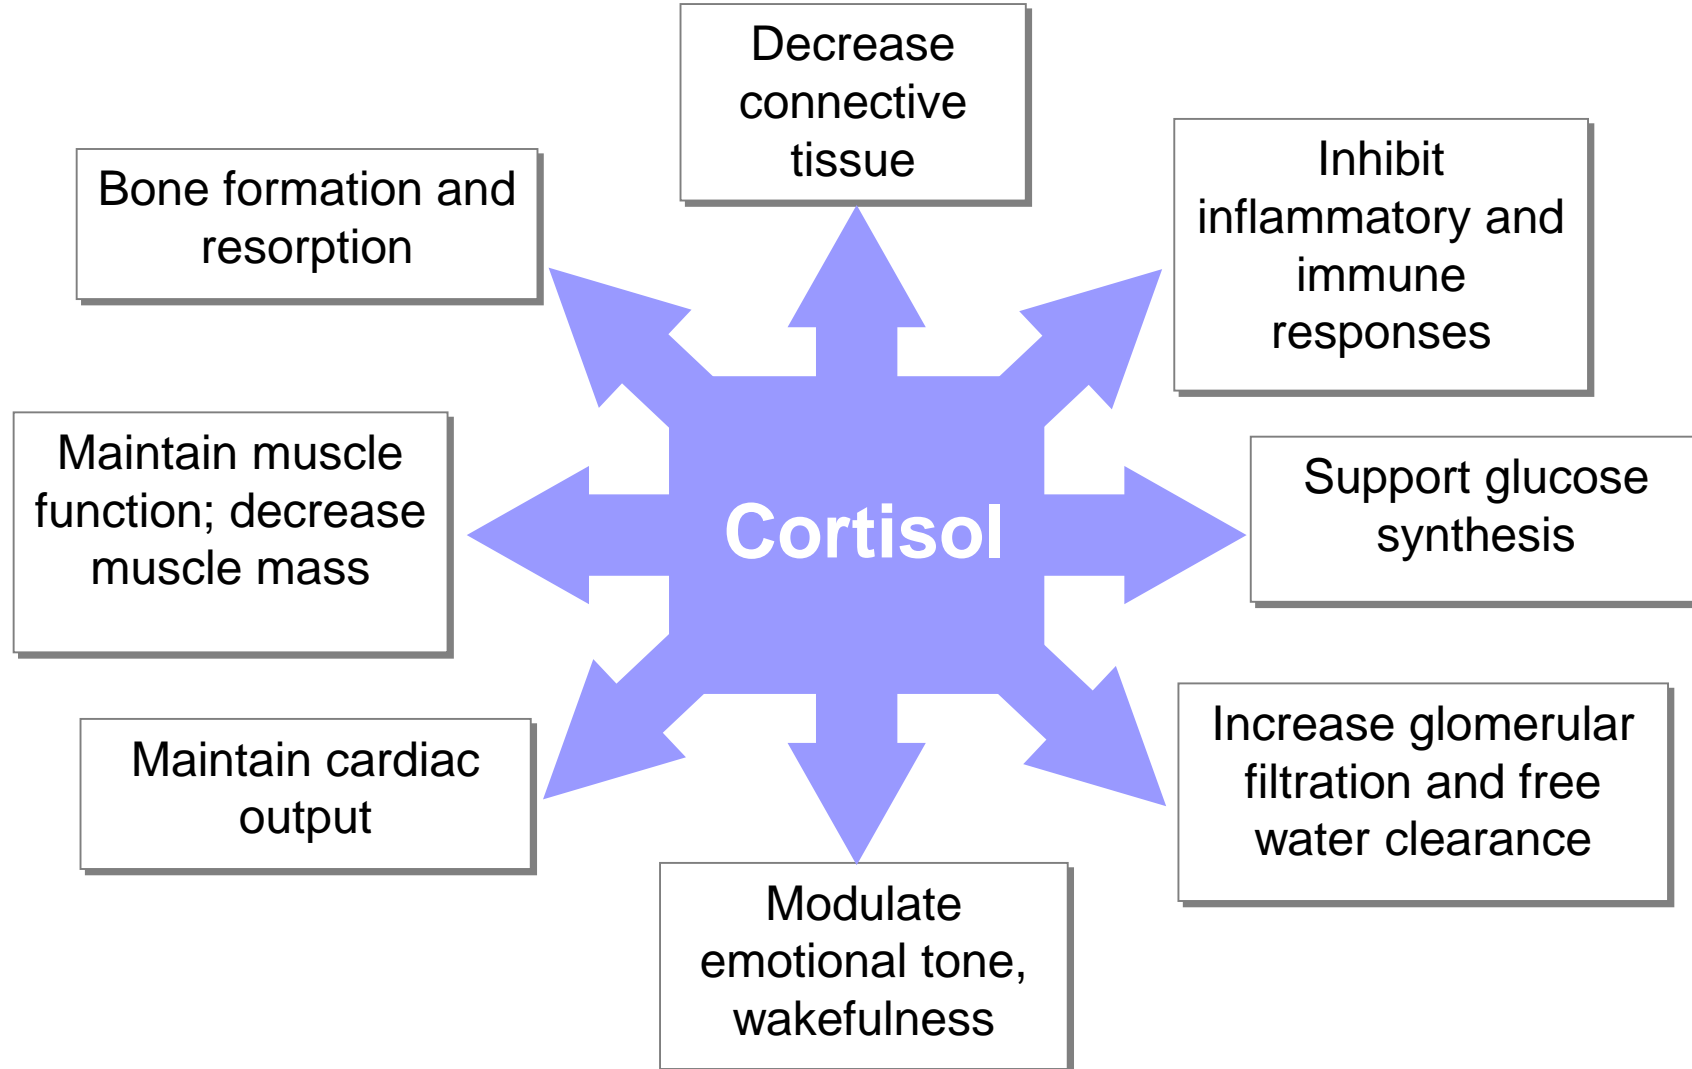 Decrease
connective
tissue
Inhibit
inflammatory and
immune
responses
Bone formation and
resorption
Maintain muscle
function; decrease
muscle mass
Cortisol
Support glucose
synthesis
Maintain cardiac
output
Increase glomerular
filtration and free
water clearance
Modulate
emotional tone,
wakefulness